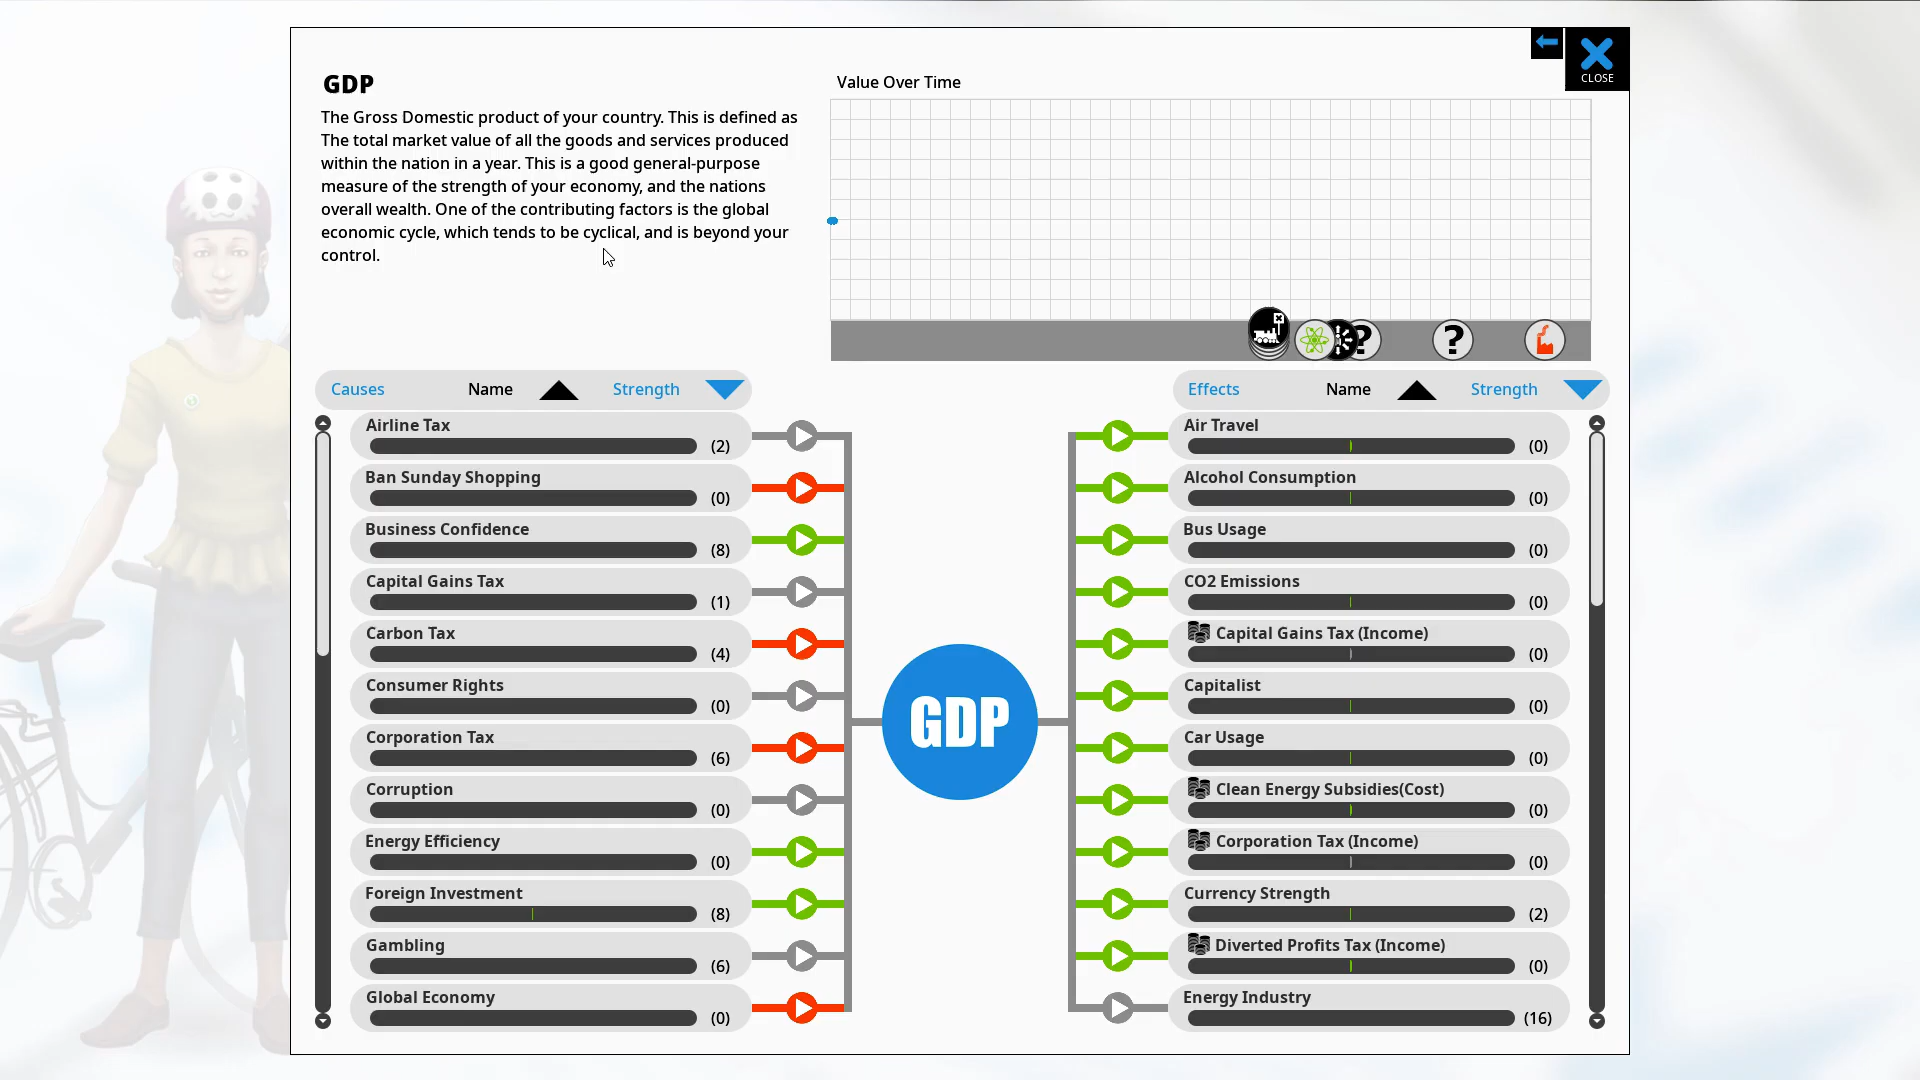 GDP
The Gross Domestic product of your country. This is defined as
The total market value of all the goods and services produced
within the nation in a year. This is a good general-purpose
measure of the strength of your economy, and the nations
overall wealth. One of the contributing factors is the global
economic cycle, which tends to be cyclical, and is beyond your
control.
Value Over Time
CLOSE
?
?
Causes Name Strength
Airline Tax
(2)
Ban Sunday Shopping
(0)
Business Confidence
(8)
Capital Gains Tax
(1)
Carbon Tax
(4)
Consumer Rights
(0)
Corporation Tax
(6)
Corruption
(0)
Energy Efficiency
(0)
Foreign Investment
(8)
Gambling
(6)
Global Economy
(0)
GDP
Effects Name Strength
Air Travel
(0)
Alcohol Consumption
(0)
Bus Usage
(0)
CO2 Emissions
(0)
Capital Gains Tax (Income)
(0)
Capitalist
(0)
Car Usage
(0)
Clean Energy Subsidies(Cost)
(0)
Corporation Tax (Income)
(0)
Currency Strength
(2)
Diverted Profits Tax (Income)
(0)
Energy Industry
(16)